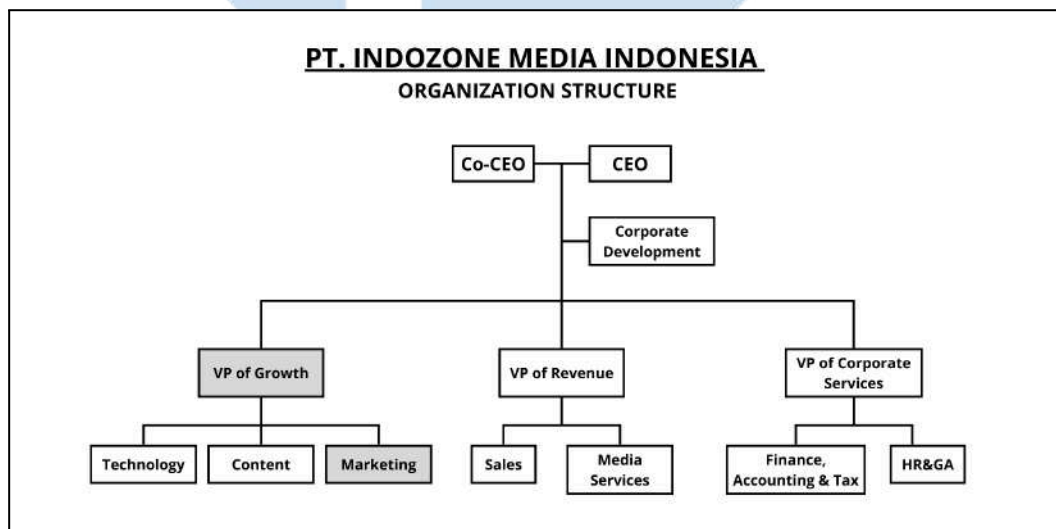 PT. INDOZONE MEDIA INDONESIA
ORGANIZATION STRUCTURE
Co-CEO
CEO
Corporate
Development
VP of Growth
VP of Revenue
VP of Corporate
Services
Technology
Content
Marketing
Sales
Media
Services
Finance,
Accounting & Tax
HR&GA